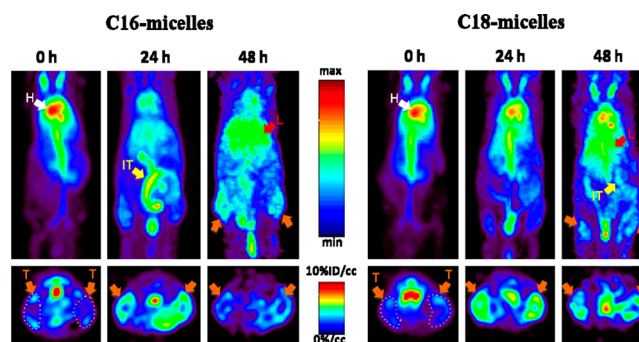 C16-micelles C18-micelles
0 h 24 h 48 h max 0 h 24 h 48 h
H L H
IT IT
min
T T 10%ID/cc T T
0%/cc